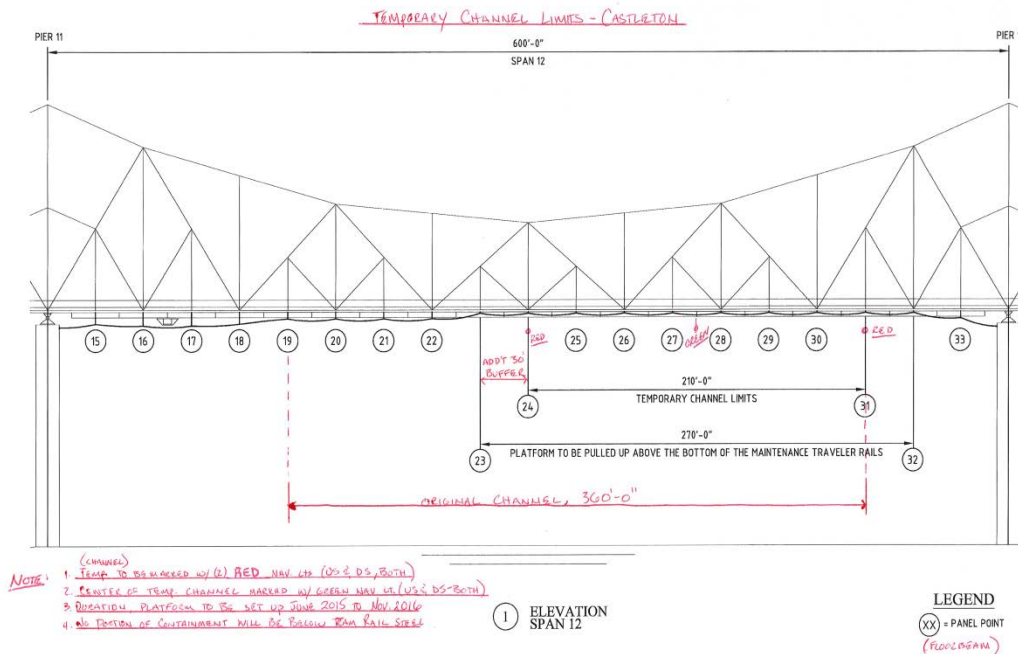 TEMPORARY CHANNEL LIMITS - CASTLETON
PIER 11
PIER
600'-0"
SPAN 12
15 16 17 18 19 20 21 22 RED 25 26 27 GREEN 28 29 30 RED 33
ADD'T 30'
BUFFER
210'-0"
TEMPORARY CHANNEL LIMITS
24 31
270'-0"
PLATFORM TO BE PULLED UP ABOVE THE BOTTOM OF THE MAINTENANCE TRAVELER RAILS
23 32
ORIGINAL CHANNEL, 360'-0"
(CHANNEL)
NOTE: 1. TEMP TO BE MARKED W/ (2) RED NAV. LTS (US & DS, BOTH)
2. CENTER OF TEMP. CHANNEL MARKED W/ GREEN NAV LT. (US & DS-BOTH)
3. DURATION, PLATFORM TO BE SET UP JUNE 2015 TO NOV. 2016
4. NO PORTION OF CONTAINMENT WILL BE BELOW RAIL STEEL
1 ELEVATION
SPAN 12
LEGEND
XX = PANEL POINT
(FLOORBEAM)